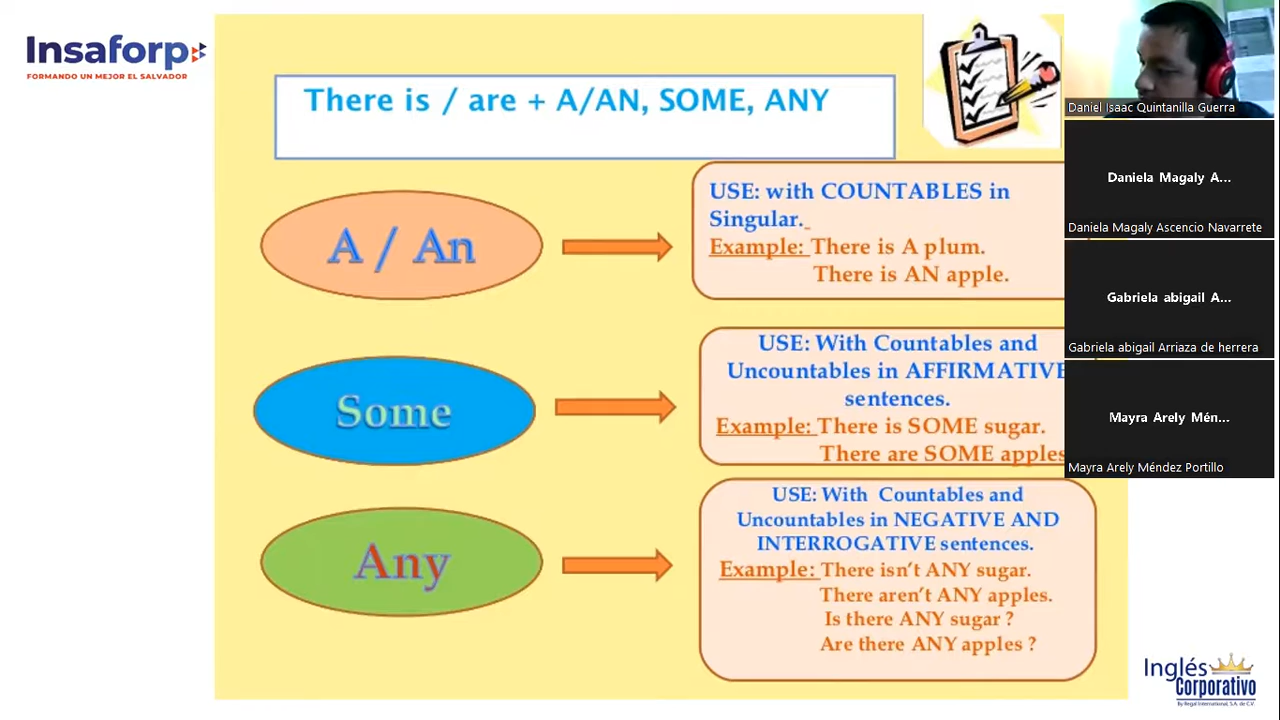 Insaforp
FORMANDO UN MEJOR EL SALVADOR
There is / are + A/AN, SOME, ANY
A / An
USE: with COUNTABLES in
Singular.
Example: There is A plum.
There is AN apple.
Some
USE: With Countables and
Uncountables in AFFIRMATIVE
sentences.
Example: There is SOME sugar.
There are SOME apples
Any
USE: With Countables and
Uncountables in NEGATIVE AND
INTERROGATIVE sentences.
Example: There isn't ANY sugar.
There aren't ANY apples.
Is there ANY sugar ?
Are there ANY apples ?
Daniel Isaac Quintanilla Guerra
Daniela Magaly A...
Daniela Magaly Ascencio Navarrete
Gabriela abigail A...
Gabriela abigail Arriaza de herrera
Mayra Arely Mén...
Mayra Arely Méndez Portillo
Inglés
Corporativo
By Regal International, S.A. de C.V.